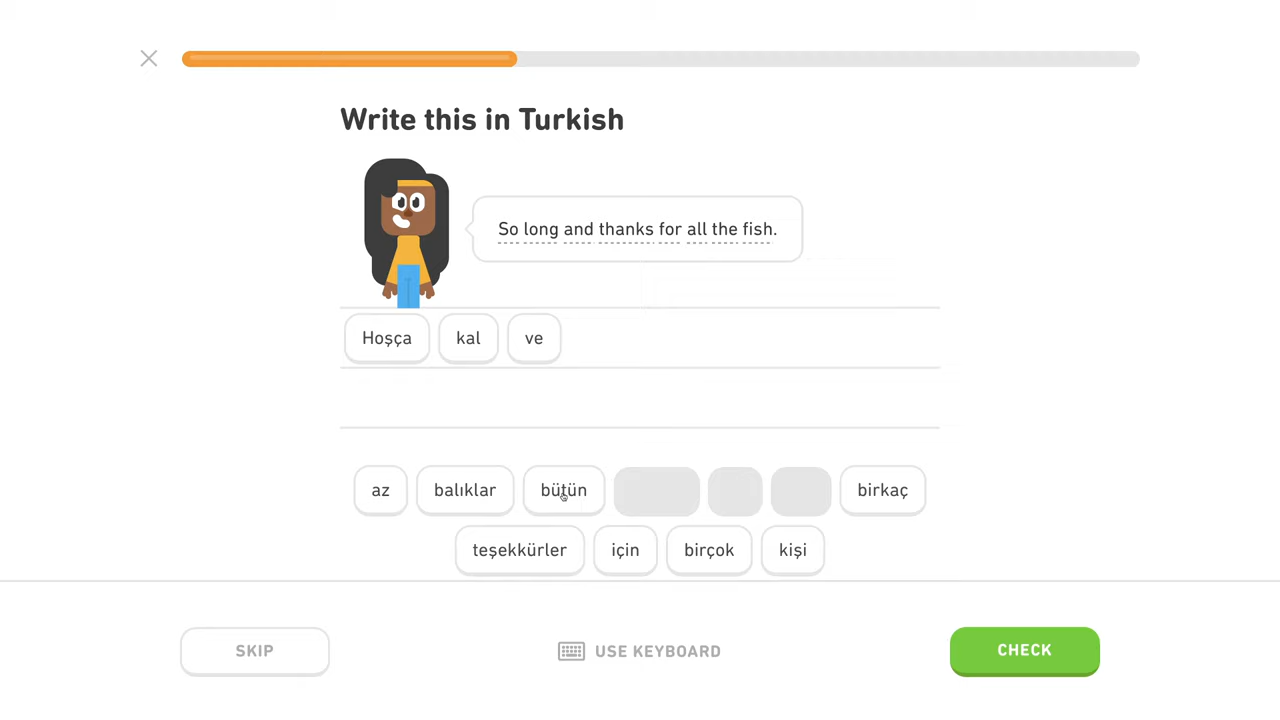 Write this in Turkish
So long and thanks for all the fish.
Hoşça kal ve
az balıklar bütün birkaç
teşekkürler için birçok kişi
SKIP USE KEYBOARD CHECK